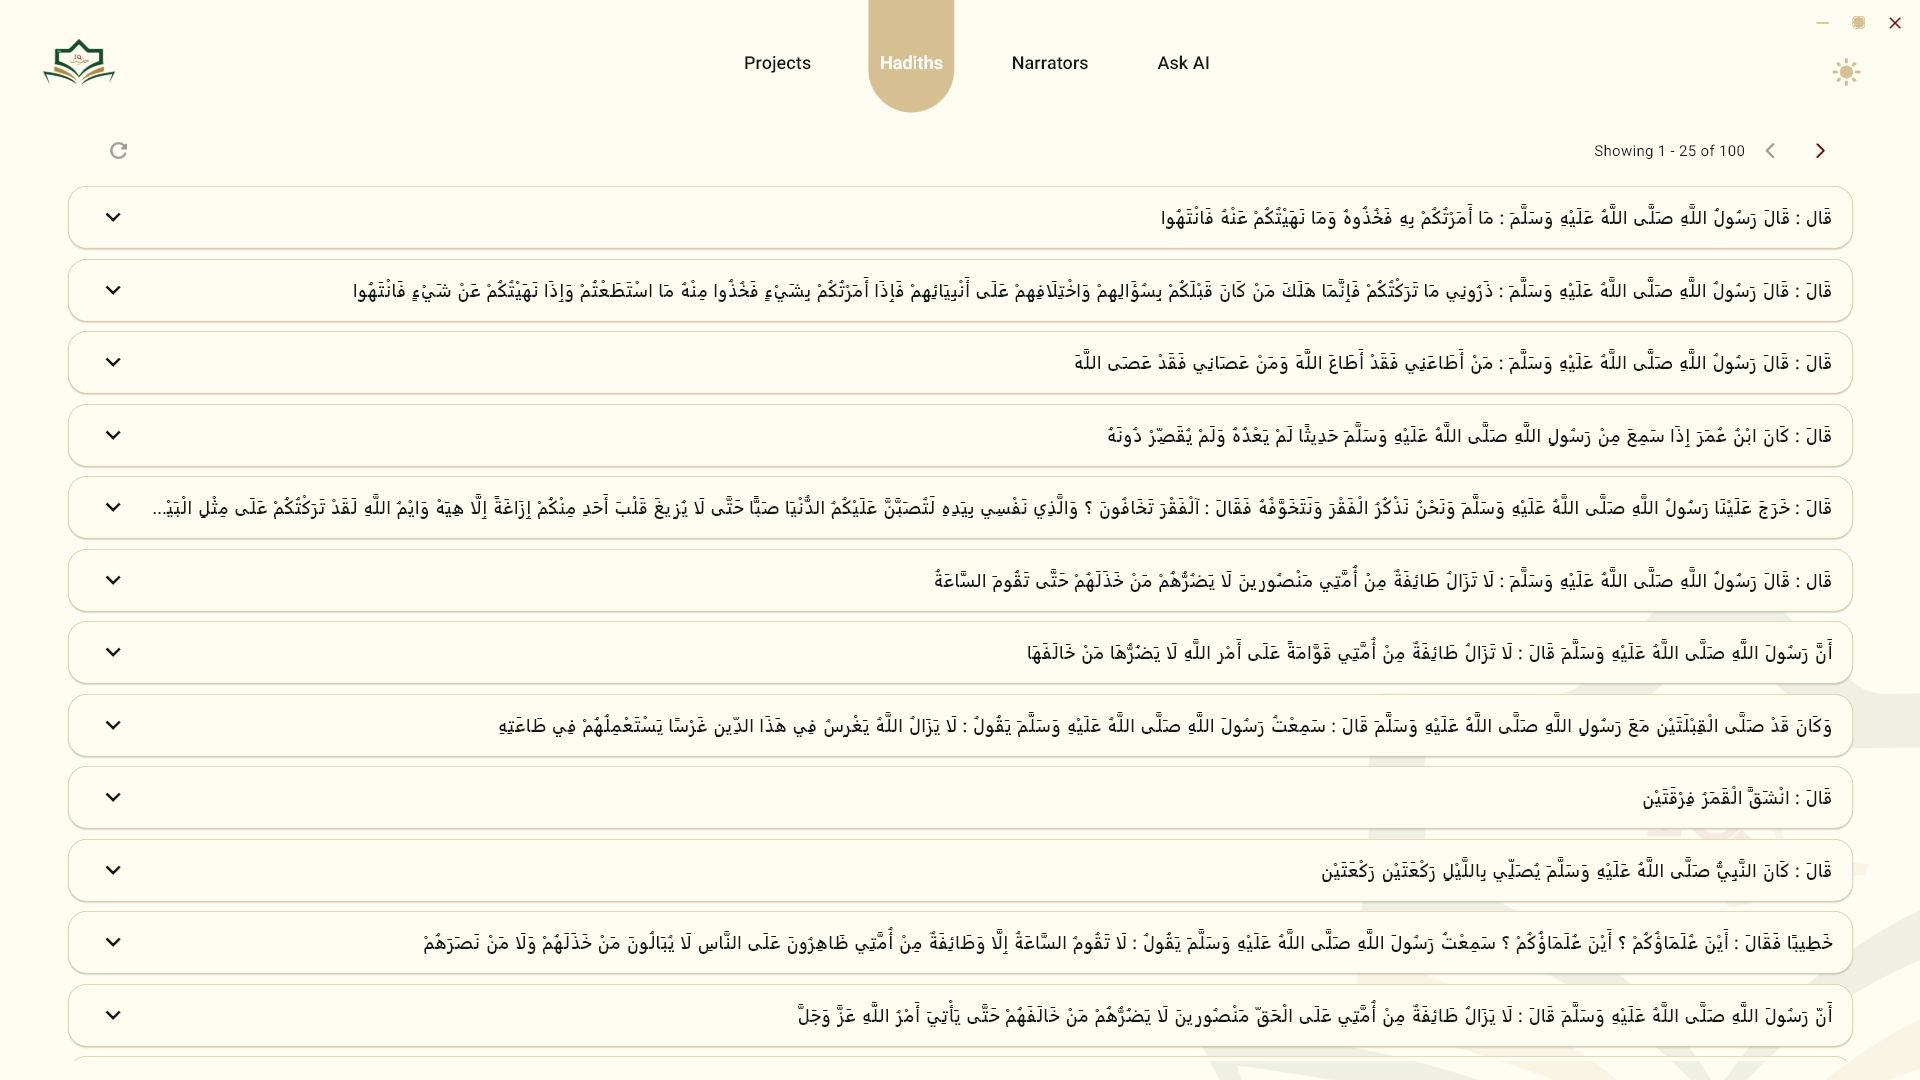 Projects
Hadiths
Narrators
Ask AI
Showing 1 - 25 of 100
قَال : قَالَ رَسُولُ اللَّهِ صَلَّى اللَّهُ عَلَيْهِ وَسَلَّمَ : مَا أَمَرْتُكُمْ بِهِ فَخُذُوهُ وَمَا نَهَيْتُكُمْ عَنْهُ فَانْتَهُوا
قَالَ : قَالَ رَسُولُ اللَّهِ صَلَّى اللَّهُ عَلَيْهِ وَسَلَّمَ : ذَرُونِي مَا تَرَكْتُكُمْ فَإِنَّمَا هَلَكَ مَنْ كَانَ قَبْلَكُمْ بِسُؤَالِهِمْ وَاخْتِلَافِهِمْ عَلَى أَنْبِيَائِهِمْ فَإِذَا أَمَرْتُكُمْ بِشَيْءٍ فَخُذُوا مِنْهُ مَا اسْتَطَعْتُمْ وَإِذَا نَهَيْتُكُمْ عَنْ شَيْءٍ فَانْتَهُوا
قَالَ : قَالَ رَسُولُ اللَّهِ صَلَّى اللَّهُ عَلَيْهِ وَسَلَّمَ : مَنْ أَطَاعَنِي فَقَدْ أَطَاعَ اللَّهَ وَمَنْ عَصَانِي فَقَدْ عَصَى اللَّهَ
قَالَ : كَانَ ابْنُ عُمَرَ إِذَا سَمِعَ مِنْ رَسُولِ اللَّهِ صَلَّى اللَّهُ عَلَيْهِ وَسَلَّمَ حَدِيثًا لَمْ يَعْدُهُ وَلَمْ يُقَصِّرْ دُونَهُ
قَالَ : خَرَجَ عَلَيْنَا رَسُولُ اللَّهِ صَلَّى اللَّهُ عَلَيْهِ وَسَلَّمَ وَنَحْنُ نَذْكُرُ الْفَقْرَ وَنَتَخَوَّفُهُ فَقَالَ : آلْفَقْرَ تَخَافُونَ ؟ وَالَّذِي نَفْسِي بِيَدِهِ لَتُصَبَّنَّ عَلَيْكُمُ الدُّنْيَا صَبًّا حَتَّى لَا يُزِيغَ قَلْبَ أَحَدِ مِنْكُمْ إِزَاغَةً إِلَّا هِيَهْ وَايْمُ اللَّهِ لَقَدْ تَرَكْتُكُمْ عَلَى مِثْلِ الْبَيْ...
قَال : قَالَ رَسُولُ اللَّهِ صَلَّى اللَّهُ عَلَيْهِ وَسَلَّمَ : لَا تَزَالُ طَائِفَةٌ مِنْ أُمَّتِي مَنْصُورِينَ لَا يَضُرُّهُمْ مَنْ خَذَلَهُمْ حَتَّى تَقُومَ السَّاعَةُ
أَنَّ رَسُولَ اللَّهِ صَلَّى اللَّهُ عَلَيْهِ وَسَلَّمَ قَالَ : لَا تَزَالُ طَائِفَةٌ مِنْ أُمَّتِي قَوَّامَةً عَلَى أَمْرِ اللَّهِ لَا يَضُرُّهَا مَنْ خَالَفَهَا
وَكَانَ قَدْ صَلَّى الْقِبْلَتَيْنِ مَعَ رَسُولِ اللَّهِ صَلَّى اللَّهُ عَلَيْهِ وَسَلَّمَ قَالَ : سَمِعْتُ رَسُولَ اللَّهِ صَلَّى اللَّهُ عَلَيْهِ وَسَلَّمَ يَقُولُ : لَا يَزَالُ اللَّهُ يَغْرِسُ فِي هَذَا الدِّينِ غَرْسًا يَسْتَعْمِلُهُمْ فِي طَاعَتِهِ
قَالَ : انْشَقَّ الْقَمَرُ فِرْقَتَيْنِ
قَالَ : كَانَ النَّبِيُّ صَلَّى اللَّهُ عَلَيْهِ وَسَلَّمَ يُصَلِّي بِاللَّيْلِ رَكْعَتَيْنِ رَكْعَتَيْنِ
خَطِيبًا فَقَالَ : أَيْنَ عُلَمَاؤُكُمْ ؟ أَيْنَ عُلَمَاؤُكُمْ ؟ سَمِعْتُ رَسُولَ اللَّهِ صَلَّى اللَّهُ عَلَيْهِ وَسَلَّمَ يَقُولُ : لَا تَقُومُ السَّاعَةُ إِلَّا وَطَائِفَةٌ مِنْ أُمَّتِي ظَاهِرُونَ عَلَى النَّاسِ لَا يُبَالُونَ مَنْ خَذَلَهُمْ وَلَا مَنْ نَصَرَهُمْ
أَنّ رَسُولَ اللَّهِ صَلَّى اللَّهُ عَلَيْهِ وَسَلَّمَ قَالَ : لَا يَزَالُ طَائِفَةٌ مِنْ أُمَّتِي عَلَى الْحَقِّ مَنْصُورِينَ لَا يَضُرُّهُمْ مَنْ خَالَفَهُمْ حَتَّى يَأْتِيَ أَمْرُ اللَّهِ عَزَّ وَجَلَّ